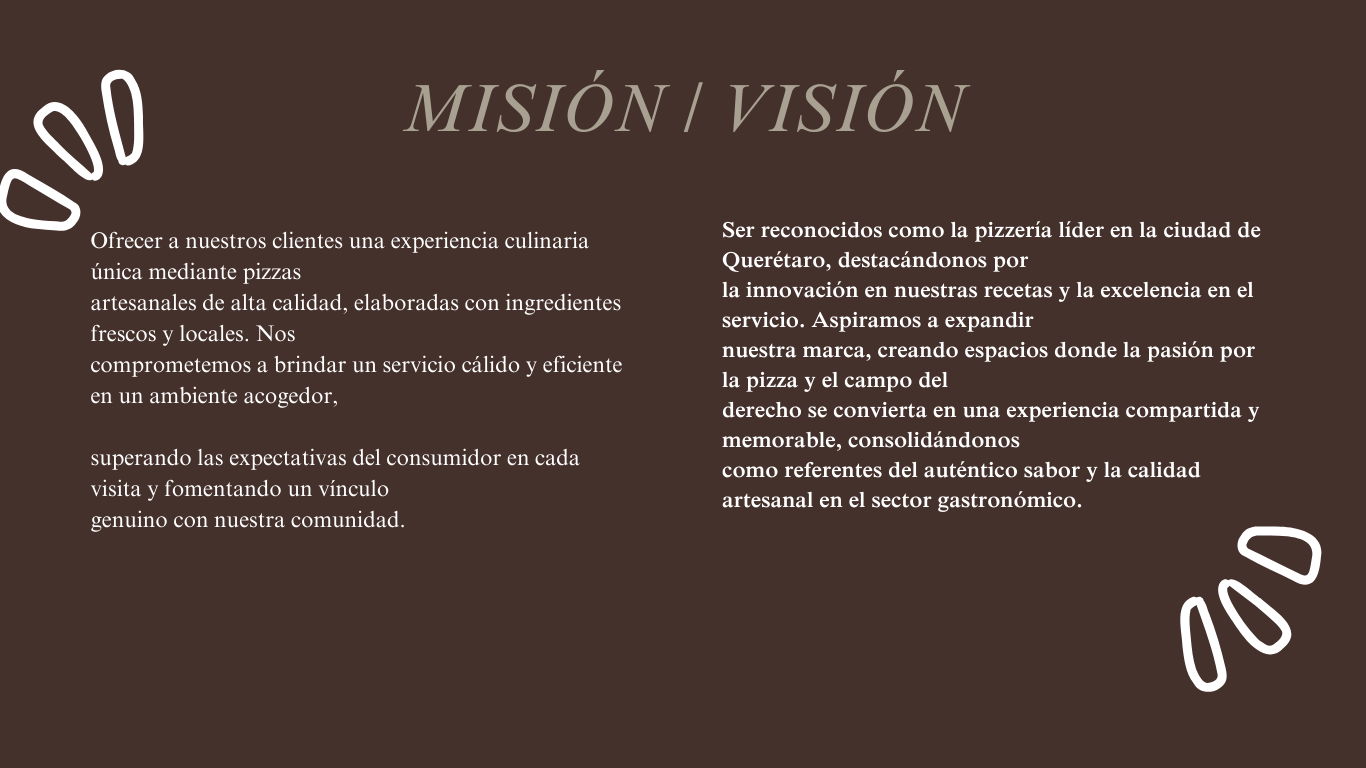 MISIÓN / VISIÓN
Ofrecer a nuestros clientes una experiencia culinaria
única mediante pizzas
artesanales de alta calidad, elaboradas con ingredientes
frescos y locales. Nos
comprometemos a brindar un servicio cálido y eficiente
en un ambiente acogedor,
superando las expectativas del consumidor en cada
visita y fomentando un vínculo
genuino con nuestra comunidad.
Ser reconocidos como la pizzería líder en la ciudad de
Querétaro, destacándonos por
la innovación en nuestras recetas y la excelencia en el
servicio. Aspiramos a expandir
nuestra marca, creando espacios donde la pasión por
la pizza y el campo del
derecho se convierta en una experiencia compartida y
memorable, consolidándonos
como referentes del auténtico sabor y la calidad
artesanal en el sector gastronómico.